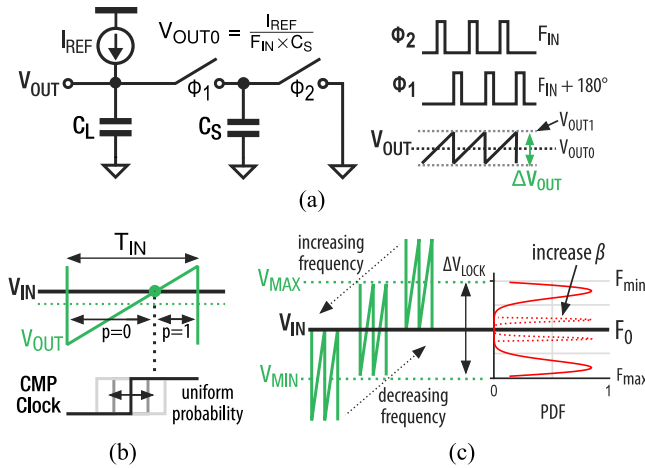 I_REF
V_OUT0 = I_REF / F_IN × C_S
V_OUT
Φ1
Φ2
C_L
C_S
Φ2 F_IN
Φ1 F_IN + 180°
V_OUT1
V_OUT V_OUT0
ΔV_OUT
(a)
T_IN
V_IN
V_OUT
p=0 p=1
CMP
Clock
uniform
probability
(b)
increasing
frequency
V_MAX
ΔV_LOCK
V_IN
V_MIN
decreasing
frequency
increase β
F_min
F_0
F_max
0 1
PDF
(c)